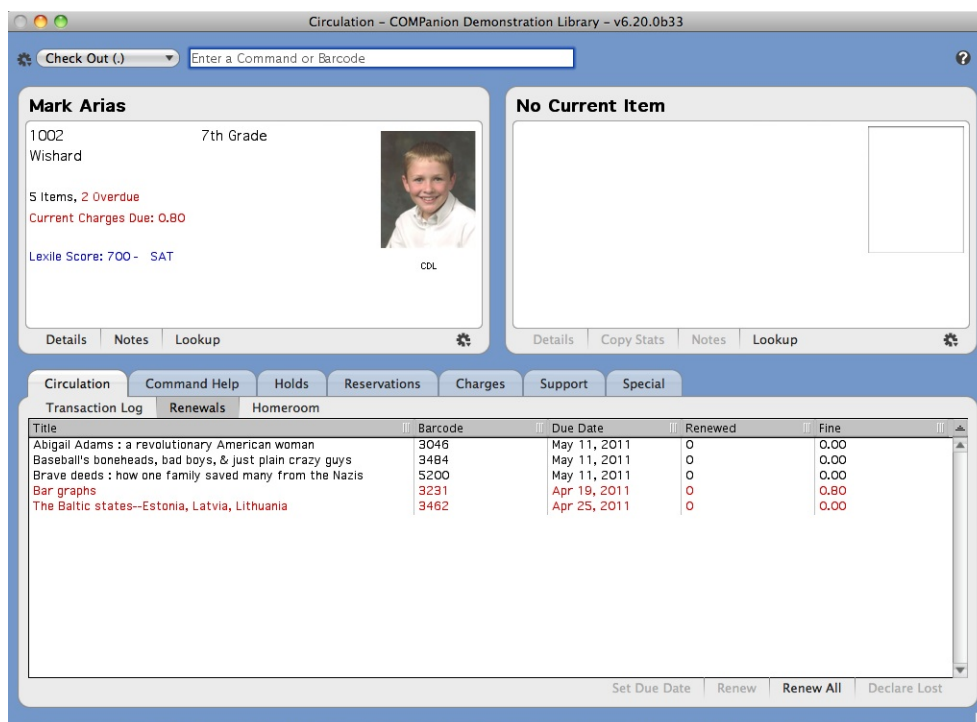 Circulation – COMPanion Demonstration Library – v6.20.0b33
Check Out (.) Enter a Command or Barcode ?
Mark Arias
1002 7th Grade
Wishard
5 Items, 2 Overdue
Current Charges Due: 0.80
Lexile Score: 700 - SAT
CDL
Details Notes Lookup
No Current Item
Details Copy Stats Notes Lookup
Circulation Command Help Holds Reservations Charges Support Special
Transaction Log Renewals Homeroom
Title Barcode Due Date Renewed Fine
Abigail Adams : a revolutionary American woman 3046 May 11, 2011 0 0.00
Baseball's boneheads, bad boys, & just plain crazy guys 3484 May 11, 2011 0 0.00
Brave deeds : how one family saved many from the Nazis 5200 May 11, 2011 0 0.00
Bar graphs 3231 Apr 19, 2011 0 0.80
The Baltic states--Estonia, Latvia, Lithuania 3462 Apr 25, 2011 0 0.00
Set Due Date Renew Renew All Declare Lost